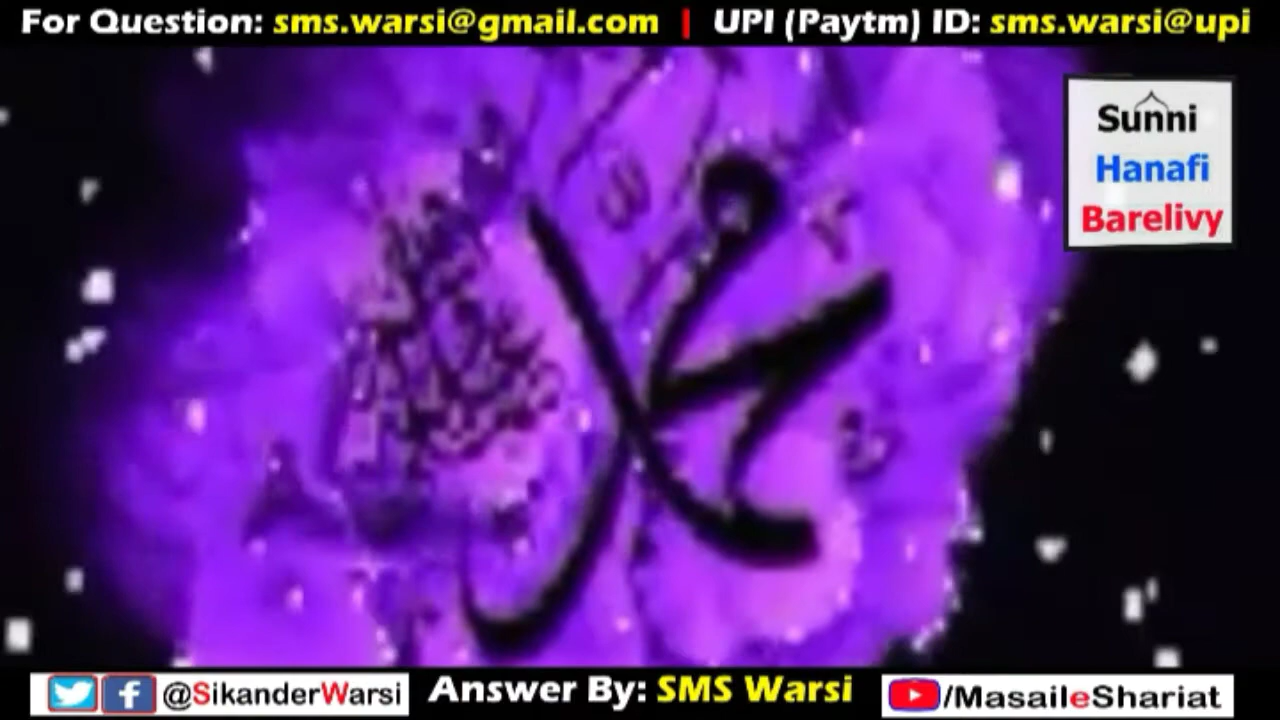 For Question: sms.warsi@gmail.com | UPI (Paytm) ID: sms.warsi@upi
Sunni
Hanafi
Barelivy
محمد
@SikanderWarsi
Answer By: SMS Warsi
/MasaileShariat